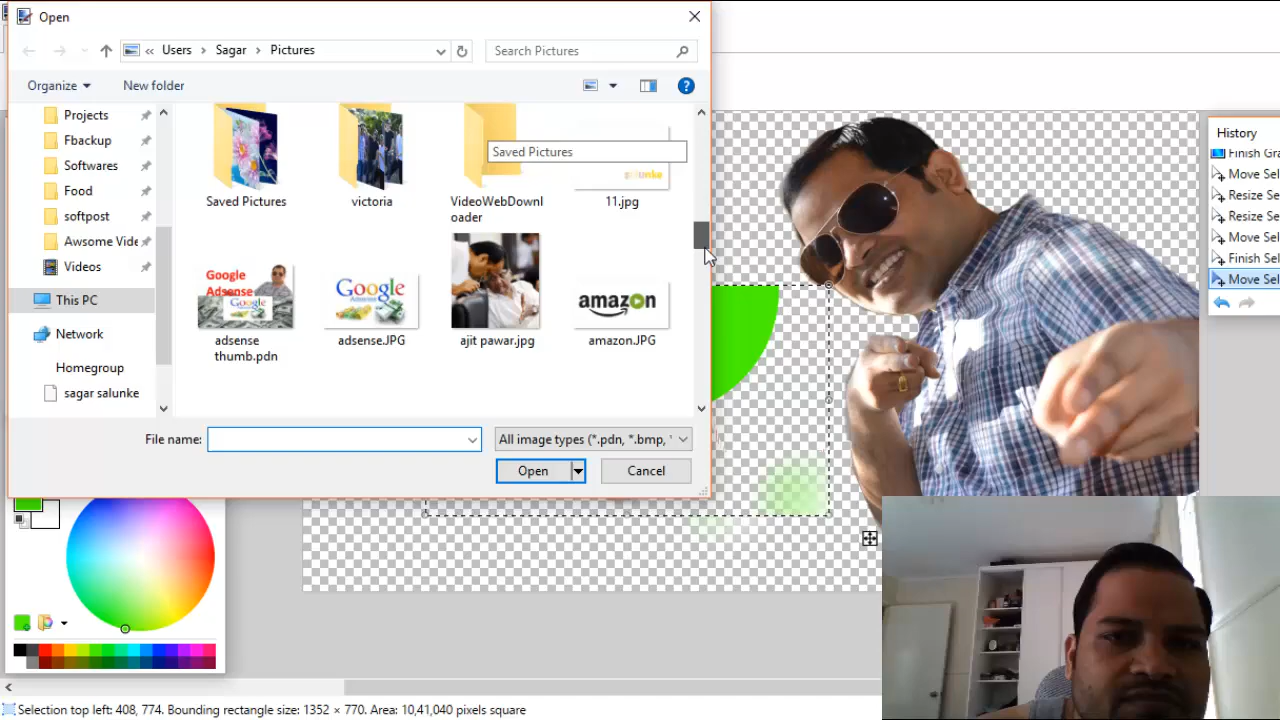 Open
Users
Sagar
Pictures
Search Pictures
Organize
New folder
Projects
Fbackup
Softwares
Food
softpost
Awsome Vide
Videos
This PC
Network
Homegroup
sagar salunke
Saved Pictures
Saved Pictures
victoria
VideoWebDownl
oader
11.jpg
Google
Adsense
Google
adsense
thumb.pdn
Google
Adsense
adsense.JPG
ajit pawar.jpg
amazon
amazon.JPG
File name:
All image types (*.pdn, *.bmp, *
Open
Cancel
History
Finish Gra
Move Sel
Resize Se
Resize Se
Move Sel
Finish Sel
Move Sel
Selection top left: 408, 774. Bounding rectangle size: 1352 × 770. Area, 10,41,040 pixels square